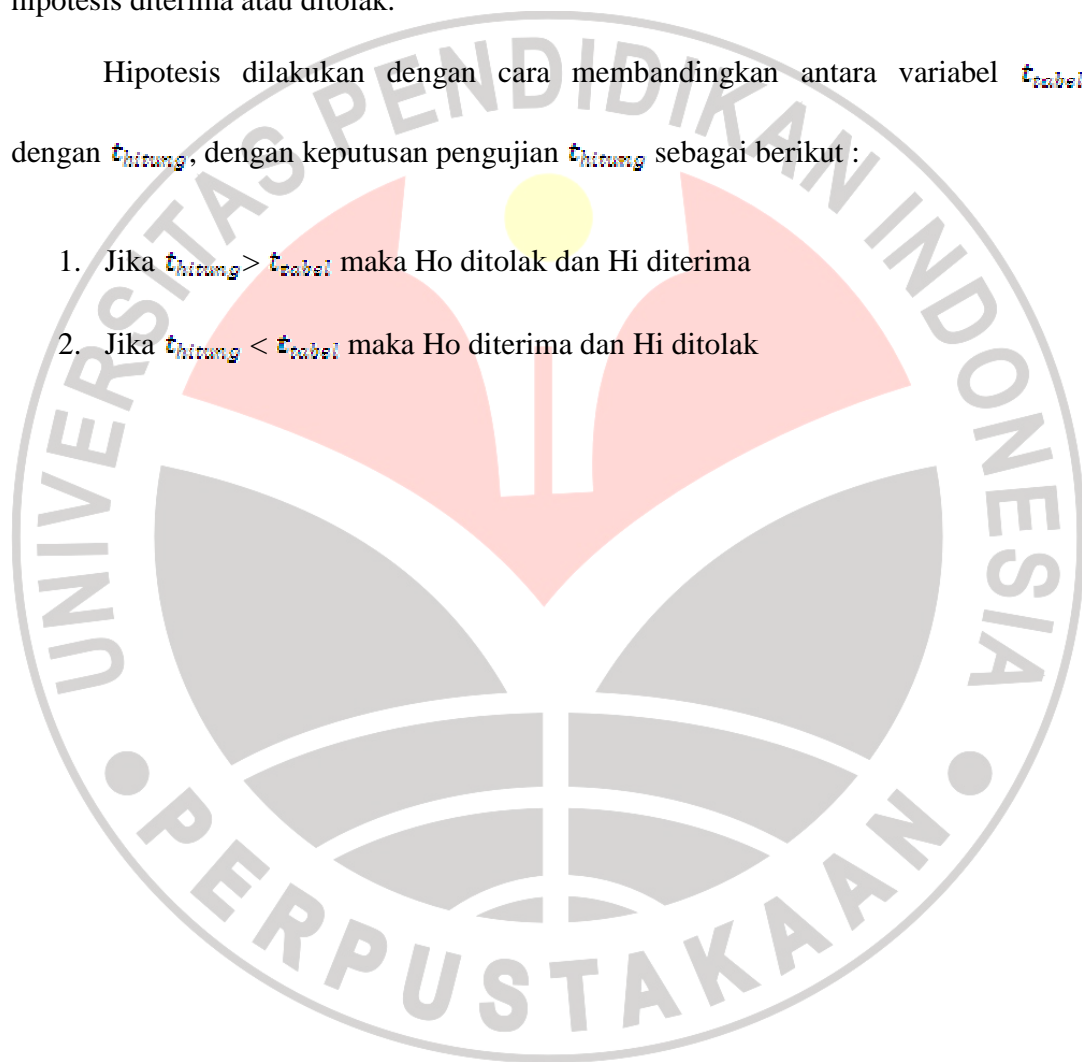 hipotesis diterima atau ditolak.
Hipotesis dilakukan dengan cara membandingkan antara variabel t_tabel
dengan t_hitung, dengan keputusan pengujian t_hitung sebagai berikut :
1. Jika t_hitung> t_tabel maka Ho ditolak dan Hi diterima
2. Jika t_hitung < t_tabel maka Ho diterima dan Hi ditolak
UNIVERSITAS PENDIDIKAN INDONESIA
PERPUSTAKAAN